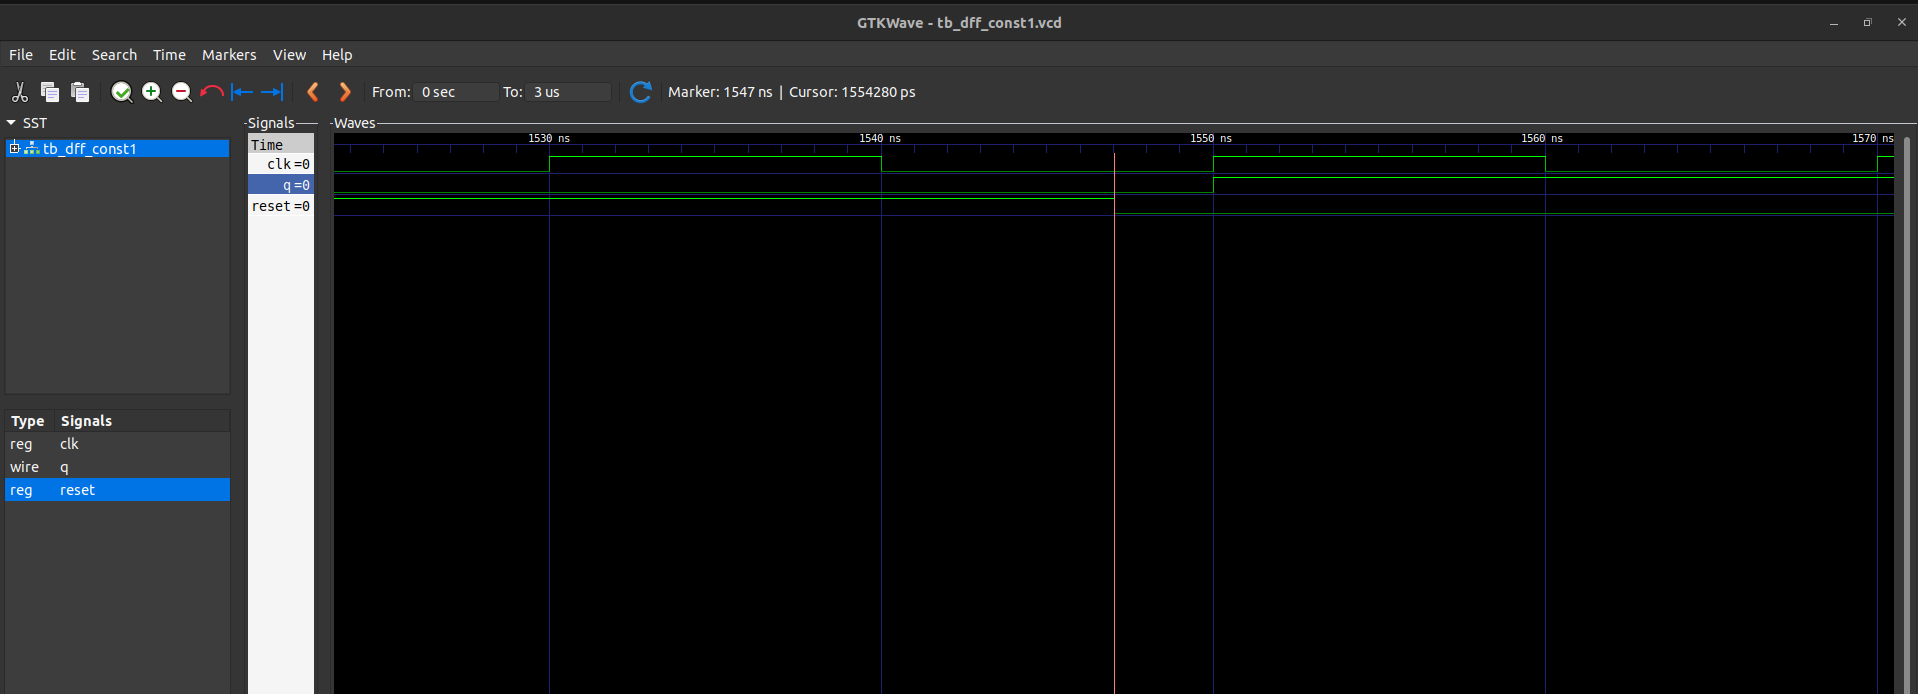 GTKWave - tb_dff_const1.vcd
File Edit Search Time Markers View Help
From: 0 sec To: 3 us Marker: 1547 ns | Cursor: 1554280 ps
SST
tb_dff_const1
Type Signals
reg clk
wire q
reg reset
Signals
Time
clk=0
q=0
reset=0
Waves
1530 ns 1540 ns 1550 ns 1560 ns 1570 ns